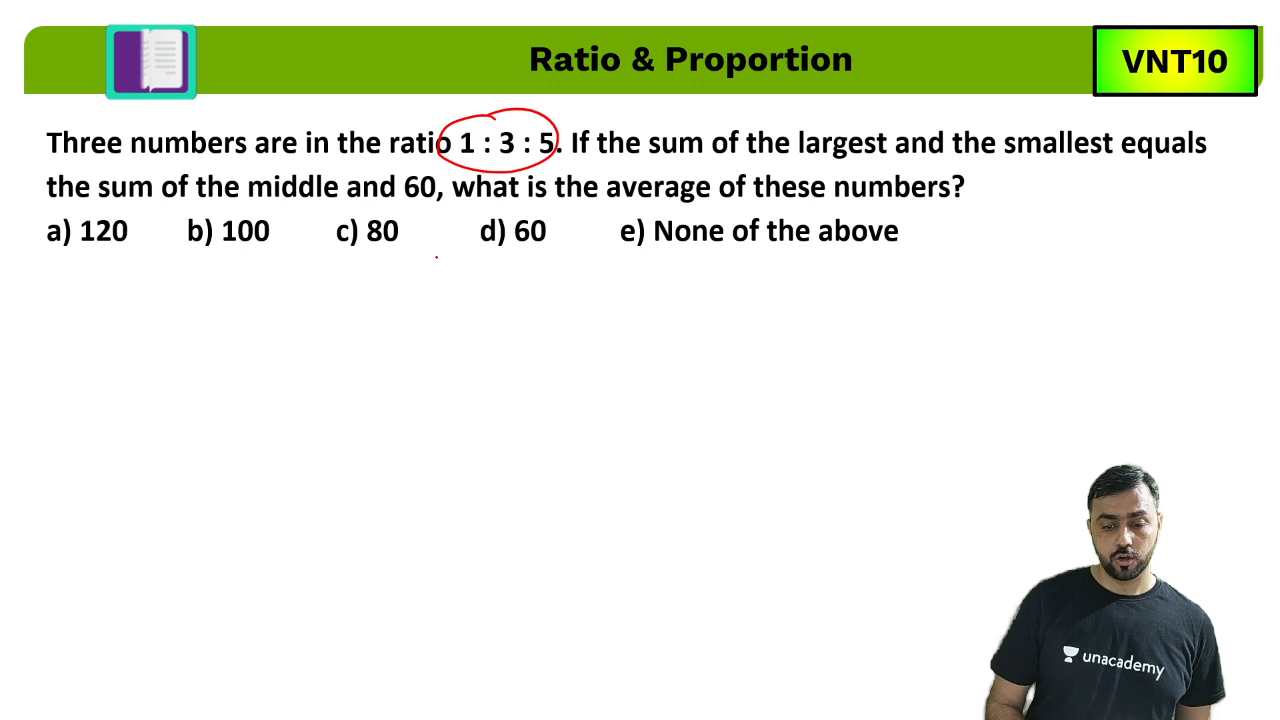 Ratio & Proportion
VNT10
Three numbers are in the ratio 1 : 3 : 5. If the sum of the largest and the smallest equals
the sum of the middle and 60, what is the average of these numbers?
a) 120 b) 100 c) 80 d) 60 e) None of the above
unacademy